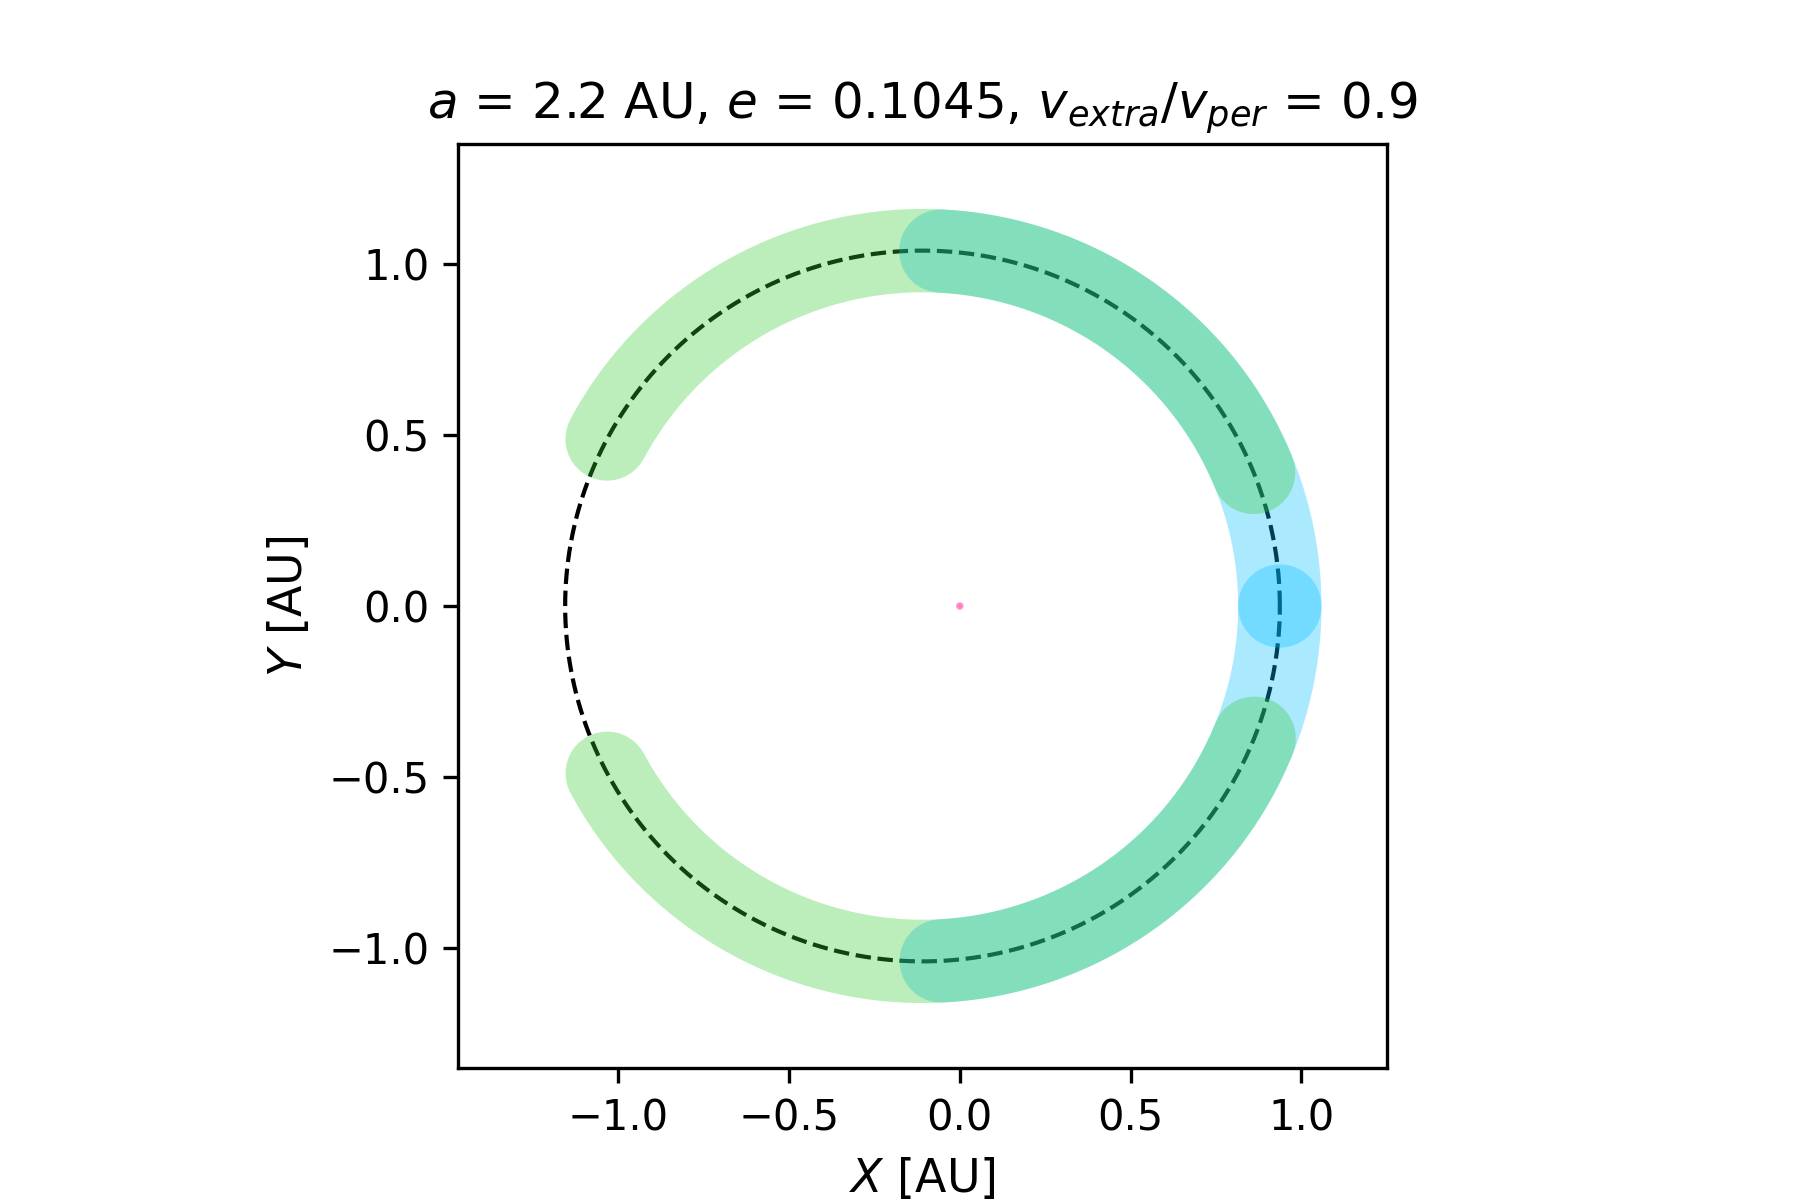 a = 2.2 AU, e = 0.1045, v_extra/v_per = 0.9
1.0
0.5
0.0
−0.5
−1.0
Y [AU]
−1.0 −0.5 0.0 0.5 1.0
X [AU]